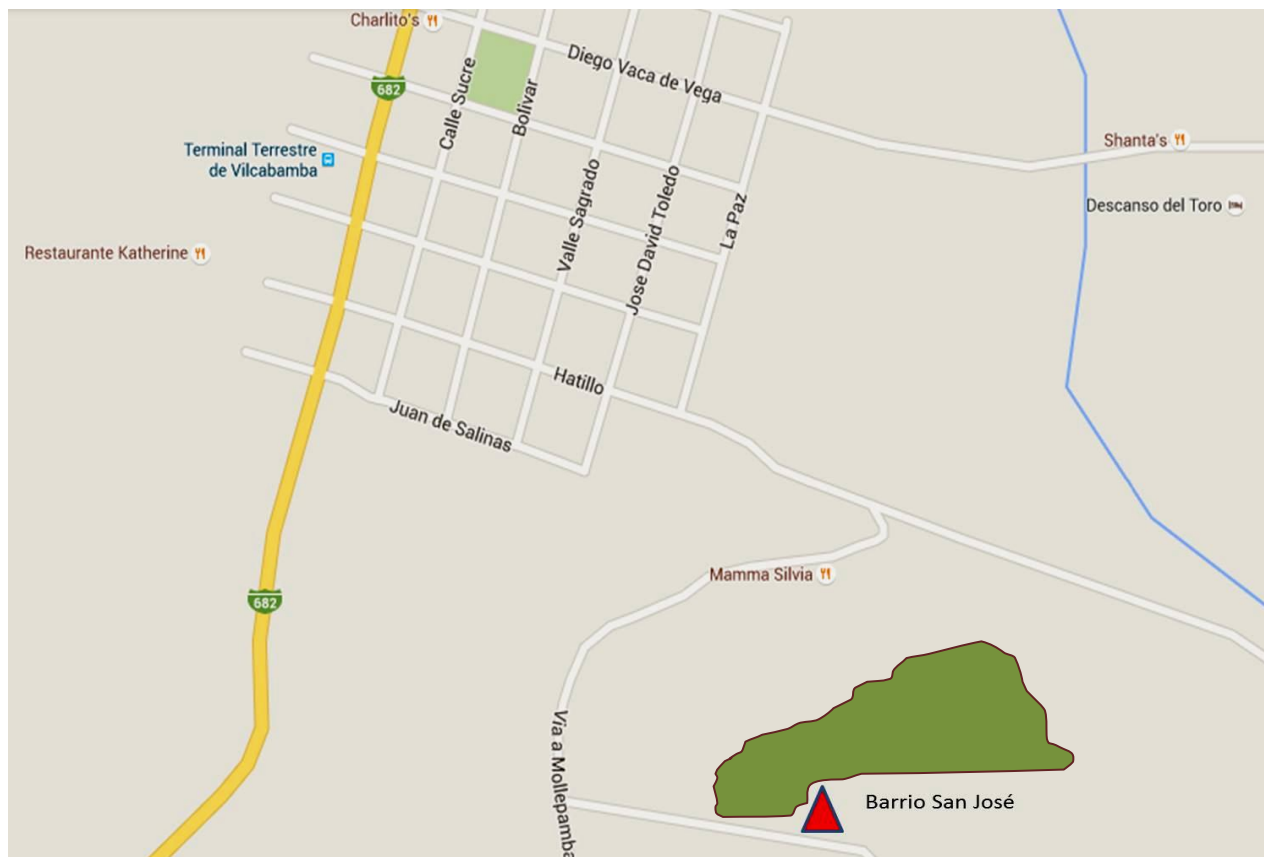 Charlito's
Diego Vaca de Vega
682
Calle Sucre
Bolivar
Shanta's
Terminal Terrestre
de Vilcabamba
Valle Sagrado
Jose David Toledo
La Paz
Descanso del Toro
Restaurante Katherine
Hatillo
Juan de Salinas
Mamma Silvia
682
Via a Mollepamba
Barrio San José